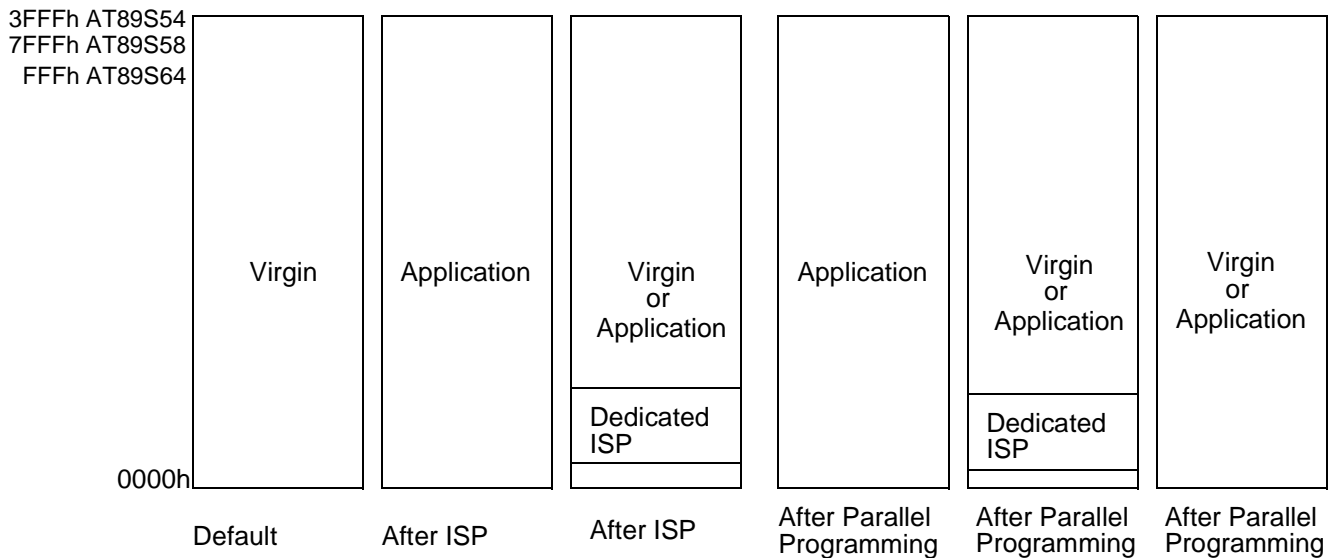 3FFFh AT89S54
7FFFh AT89S58
FFFh AT89S64
Virgin
Application
Virgin
or
Application
Dedicated
ISP
Application
Virgin
or
Application
Dedicated
ISP
Virgin
or
Application
0000h
Default
After ISP
After ISP
After Parallel
Programming
After Parallel
Programming
After Parallel
Programming